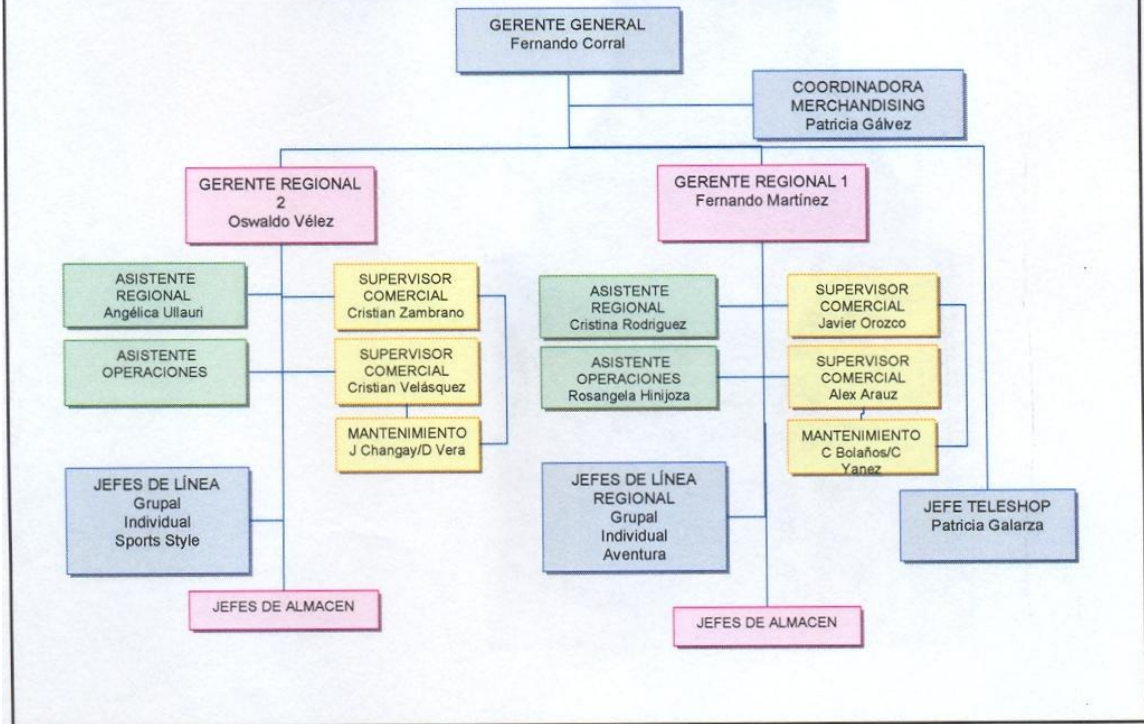 GERENTE GENERAL
Fernando Corral
COORDINADORA
MERCHANDISING
Patricia Gálvez
GERENTE REGIONAL
2
Oswaldo Vélez
GERENTE REGIONAL 1
Fernando Martínez
ASISTENTE
REGIONAL
Angélica Ullauri
SUPERVISOR
COMERCIAL
Cristian Zambrano
ASISTENTE
OPERACIONES
SUPERVISOR
COMERCIAL
Cristian Velásquez
MANTENIMIENTO
J Changay/D Vera
JEFES DE LÍNEA
Grupal
Individual
Sports Style
JEFES DE ALMACEN
ASISTENTE
REGIONAL
Cristina Rodriguez
SUPERVISOR
COMERCIAL
Javier Orozco
ASISTENTE
OPERACIONES
Rosangela Hinijoza
SUPERVISOR
COMERCIAL
Alex Arauz
MANTENIMIENTO
C Bolaños/C
Yanez
JEFES DE LÍNEA
REGIONAL
Grupal
Individual
Aventura
JEFES DE ALMACEN
JEFE TELESHOP
Patricia Galarza